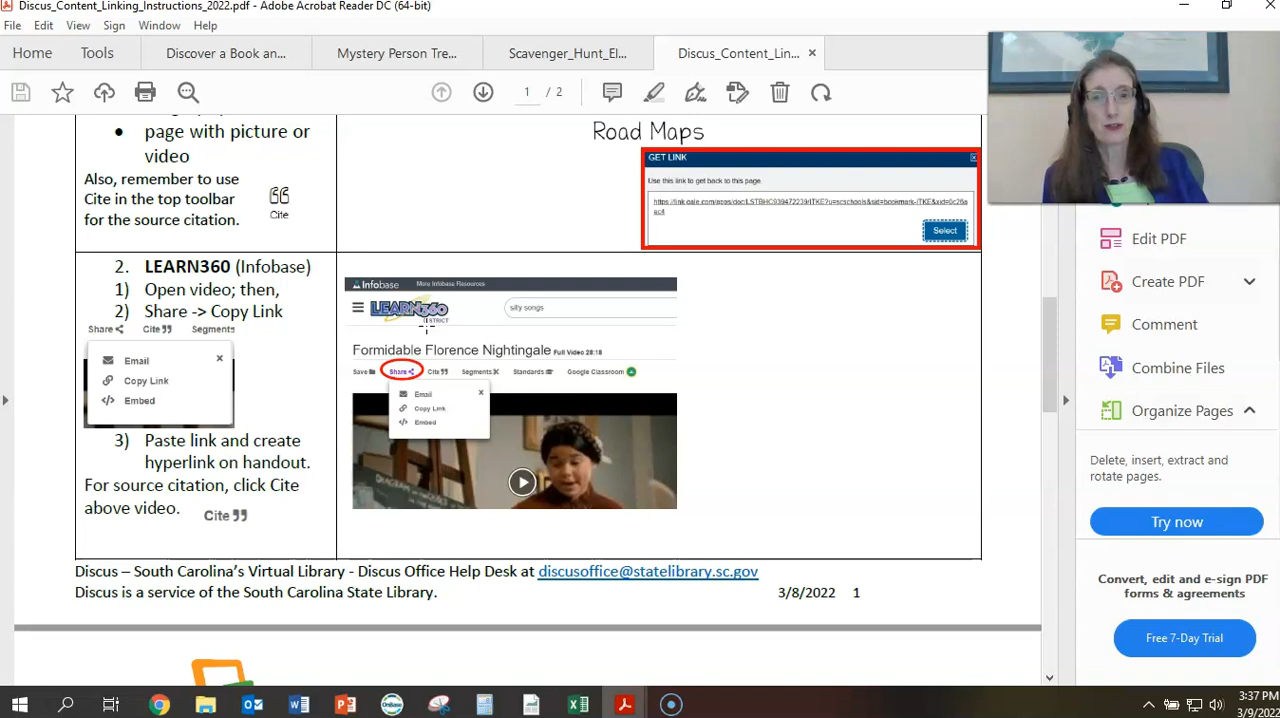 Discus_Content_Linking_Instructions_2022.pdf - Adobe Acrobat Reader DC (64-bit)
File Edit View Sign Window Help
Home Tools Discover a Book an... Mystery Person Tre... Scavenger_Hunt_El... Discus_Content_Lin... ×
1 / 2
page with picture or
video
Also, remember to use
Cite in the top toolbar
for the source citation.
Cite
Road Maps
GET LINK
Use this link to get back to this page
Select
2. LEARN360 (Infobase)
1) Open video; then,
2) Share -> Copy Link
Share Cite Segments
Email
Copy Link
Embed
3) Paste link and create
hyperlink on handout.
For source citation, click Cite
above video. Cite
Infobase More Infobase Resources
LEARN360
DISTRICT
silly songs
Formidable Florence Nightingale Full Video 28:18
Save Share Cite Segments Standards Google Classroom
Email
Copy Link
Embed
Discus – South Carolina's Virtual Library - Discus Office Help Desk at discusoffice@statelibrary.sc.gov
Discus is a service of the South Carolina State Library. 3/8/2022 1
Edit PDF
Create PDF
Comment
Combine Files
Organize Pages
Delete, insert, extract and
rotate pages.
Try now
Convert, edit and e-sign PDF
forms & agreements
Free 7-Day Trial
3:37 PM
3/9/2022